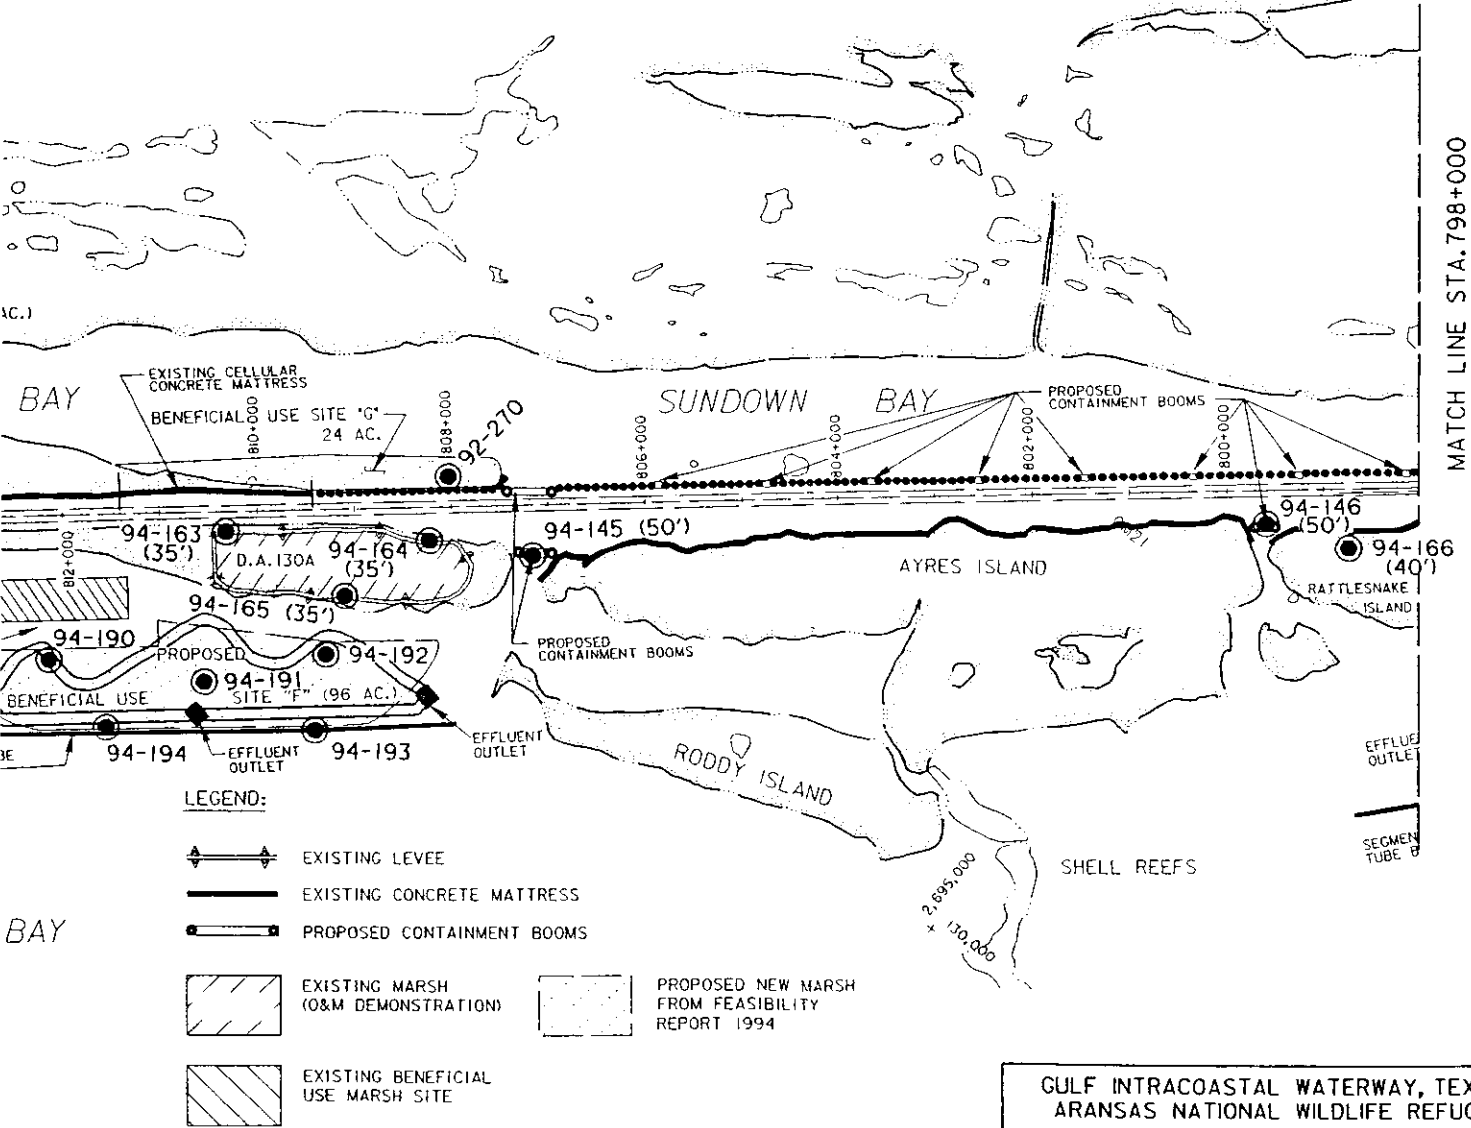 AC.)
BAY
EXISTING CELLULAR
CONCRETE MATTRESS
BENEFICIAL USE SITE "G"
24 AC.
810+000
808+000
92-270
SUNDOWN BAY
806+000
804+000
802+000
800+000
PROPOSED
CONTAINMENT BOOMS
MATCH LINE STA. 798+000
812+000
94-163
(35')
D.A. 130A
94-164
(35')
94-165 (35')
94-145 (50')
94-146
(50')
94-166
(40')
AYRES ISLAND
RATTLESNAKE
ISLAND
PROPOSED
CONTAINMENT BOOMS
94-190
PROPOSED
94-192
94-191
BENEFICIAL USE
SITE "F" (96 AC.)
94-194
EFFLUENT
OUTLET
94-193
EFFLUENT
OUTLET
RODDY ISLAND
EFFLUE
OUTLET
SEGMEN
TUBE B
SHELL REEFS
2,695,000
130,000
BAY
LEGEND:
EXISTING LEVEE
EXISTING CONCRETE MATTRESS
PROPOSED CONTAINMENT BOOMS
EXISTING MARSH
(O&M DEMONSTRATION)
PROPOSED NEW MARSH
FROM FEASIBILITY
REPORT 1994
EXISTING BENEFICIAL
USE MARSH SITE
GULF INTRACOASTAL WATERWAY, TEX
ARANSAS NATIONAL WILDLIFE REFUG